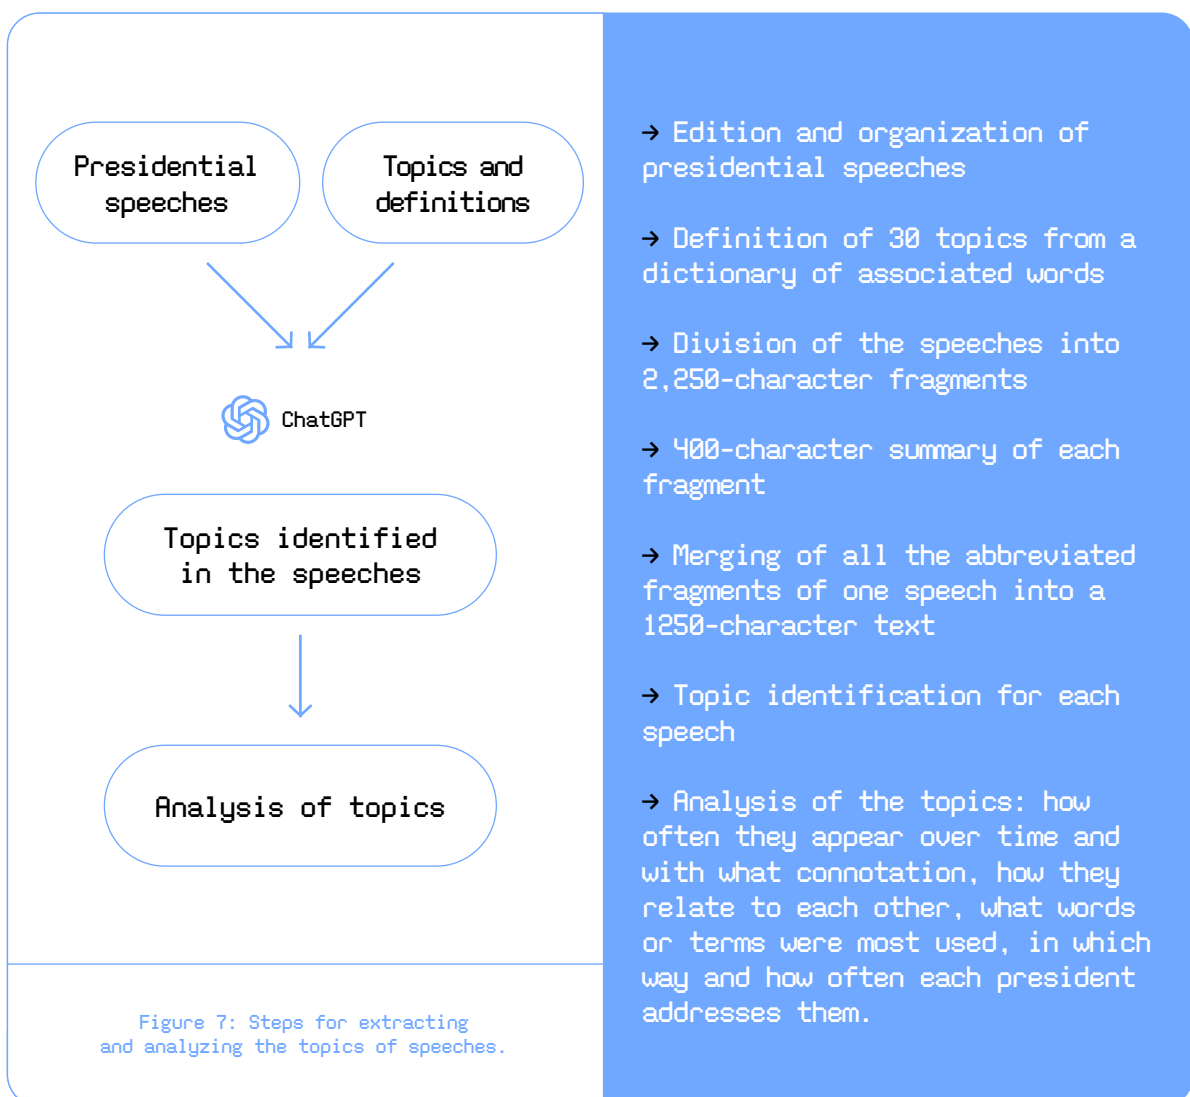 Presidential
speeches
Topics and
definitions
ChatGPT
Topics identified
in the speeches
Analysis of topics
Figure 7: Steps for extracting
and analyzing the topics of speeches.
→ Edition and organization of
presidential speeches
→ Definition of 30 topics from a
dictionary of associated words
→ Division of the speeches into
2,250-character fragments
→ 400-character summary of each
fragment
→ Merging of all the abbreviated
fragments of one speech into a
1250-character text
→ Topic identification for each
speech
→ Analysis of the topics: how
often they appear over time and
with what connotation, how they
relate to each other, what words
or terms were most used, in which
way and how often each president
addresses them.